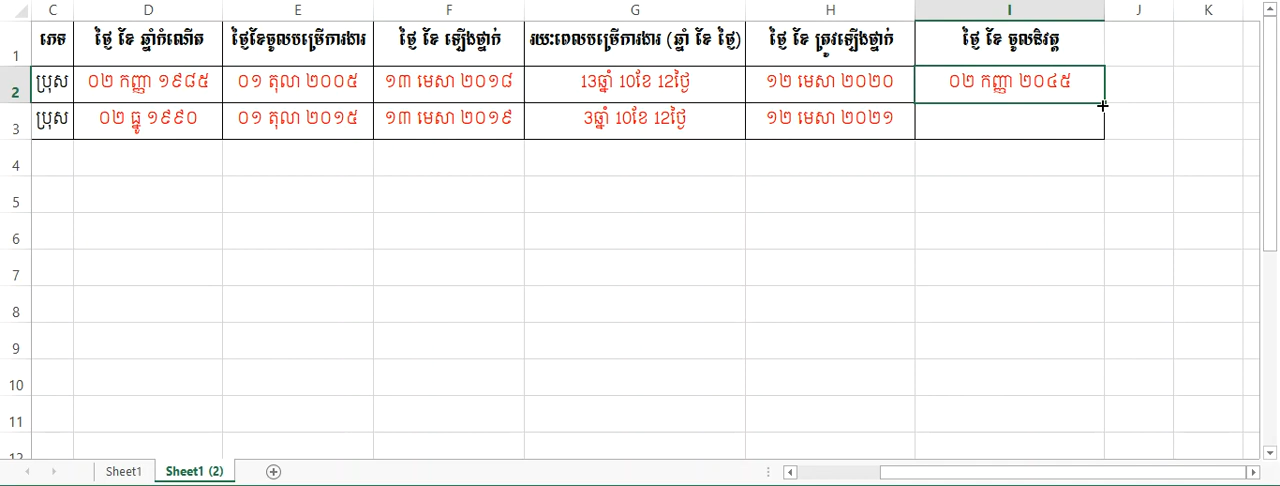 C D E F G H I J K
1 ភេទ ថ្ងៃ ខែ ឆ្នាំកំណើត ថ្ងៃខែចូលបម្រើការងារ ថ្ងៃ ខែ ឡើងថ្នាក់ រយៈពេលបម្រើការងារ (ឆ្នាំ ខែ ថ្ងៃ) ថ្ងៃ ខែ ត្រូវឡើងថ្នាក់ ថ្ងៃ ខែ ចូលនិវត្ត
2 ប្រុស ០២ កញ្ញា ១៩៨៥ ០១ តុលា ២០០៥ ១៣ មេសា ២០១៨ 13ឆ្នាំ 10ខែ 12ថ្ងៃ ១២ មេសា ២០២០ ០២ កញ្ញា ២០៤៥
3 ប្រុស ០២ ធ្នូ ១៩៩០ ០១ តុលា ២០១៥ ១៣ មេសា ២០១៩ 3ឆ្នាំ 10ខែ 12ថ្ងៃ ១២ មេសា ២០២១
4
5
6
7
8
9
10
11
12
Sheet1 Sheet1 (2)